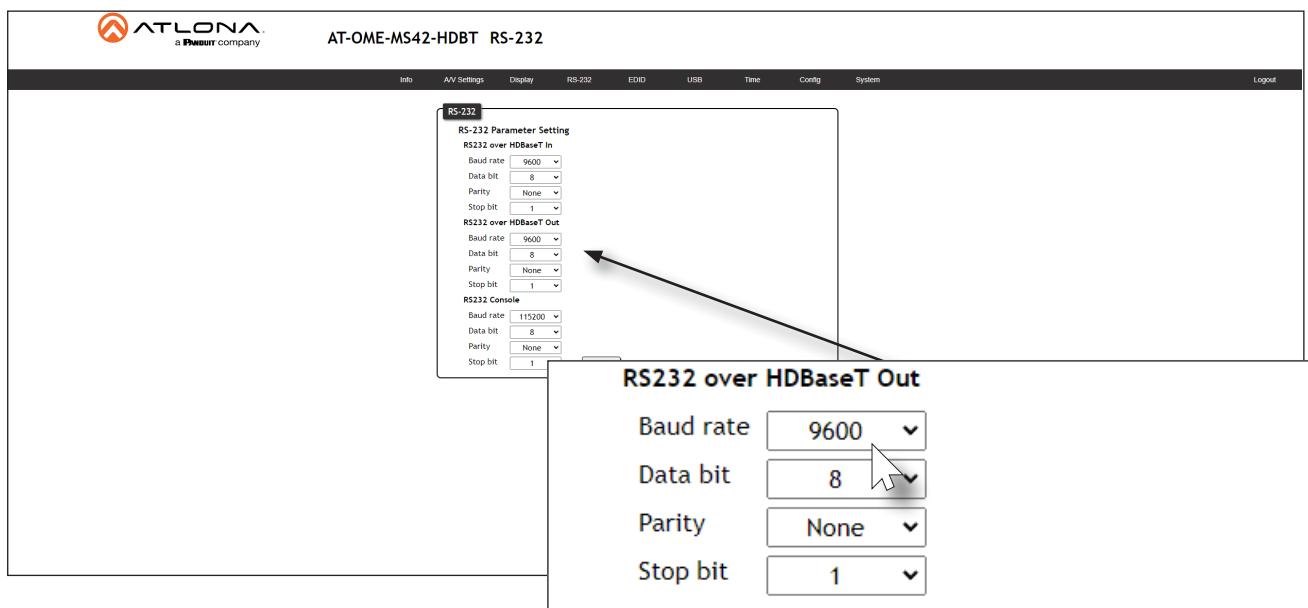 ATLONA.
a PANDUIT company
AT-OME-MS42-HDBT RS-232
Info A/V Settings Display RS-232 EDID USB Time Config System Logout
RS-232
RS-232 Parameter Setting
RS232 over HDBaseT In
Baud rate 9600
Data bit 8
Parity None
Stop bit 1
RS232 over HDBaseT Out
Baud rate 9600
Data bit 8
Parity None
Stop bit 1
RS232 Console
Baud rate 115200
Data bit 8
Parity None
Stop bit 1
RS232 over HDBaseT Out
Baud rate 9600
Data bit 8
Parity None
Stop bit 1